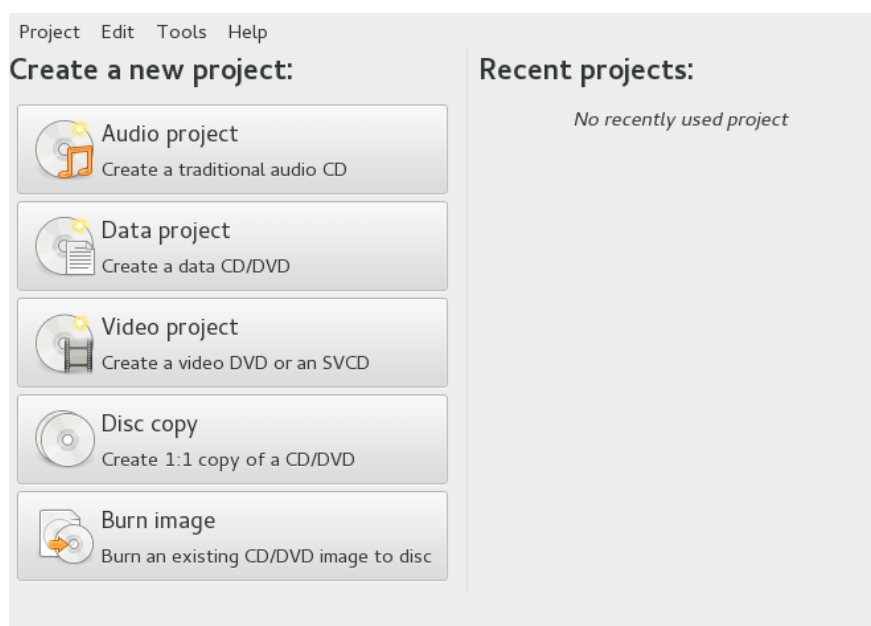 Project Edit Tools Help
Create a new project:
Audio project
Create a traditional audio CD
Data project
Create a data CD/DVD
Video project
Create a video DVD or an SVCD
Disc copy
Create 1:1 copy of a CD/DVD
Burn image
Burn an existing CD/DVD image to disc
Recent projects:
No recently used project